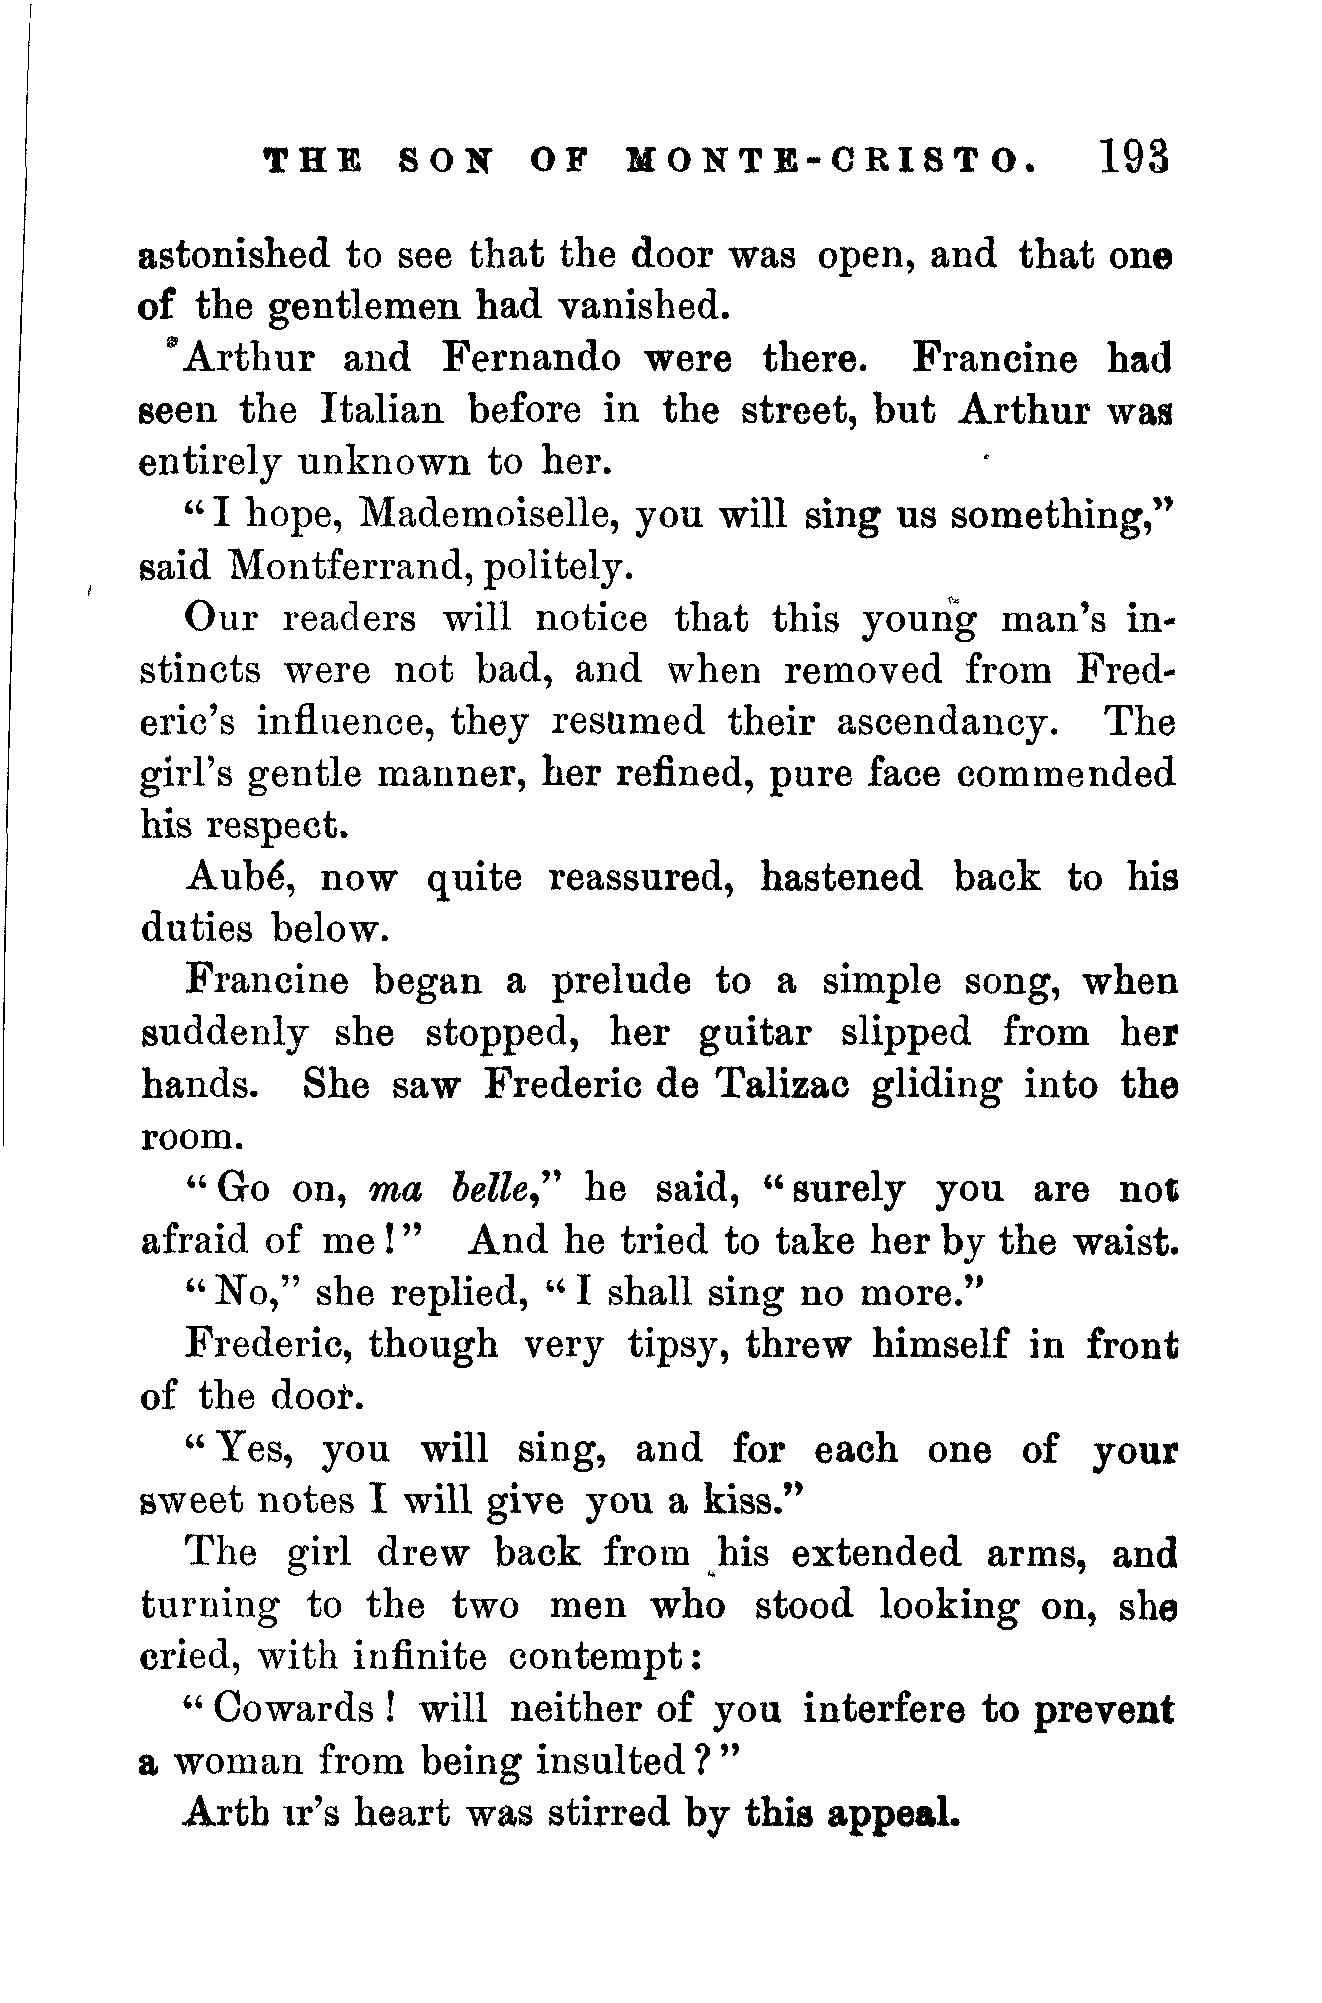 THE SON OF MONTE-CRISTO. 193
astonished to see that the door was open, and that one
of the gentlemen had vanished.
Arthur and Fernando were there. Francine had
seen the Italian before in the street, but Arthur was
entirely unknown to her.
“I hope, Mademoiselle, you will sing us something,”
said Montferrand, politely.
Our readers will notice that this young man’s in-
stincts were not bad, and when removed from Fred-
eric’s influence, they resumed their ascendancy. The
girl’s gentle manner, her refined, pure face commended
his respect.
Aubé, now quite reassured, hastened back to his
duties below.
Francine began a prelude to a simple song, when
suddenly she stopped, her guitar slipped from her
hands. She saw Frederic de Talizac gliding into the
room.
“Go on, ma belle,” he said, “surely you are not
afraid of me!” And he tried to take her by the waist.
“No,” she replied, “I shall sing no more.”
Frederic, though very tipsy, threw himself in front
of the door.
“Yes, you will sing, and for each one of your
sweet notes I will give you a kiss.”
The girl drew back from his extended arms, and
turning to the two men who stood looking on, she
cried, with infinite contempt:
“Cowards! will neither of you interfere to prevent
a woman from being insulted?”
Arthur’s heart was stirred by this appeal.